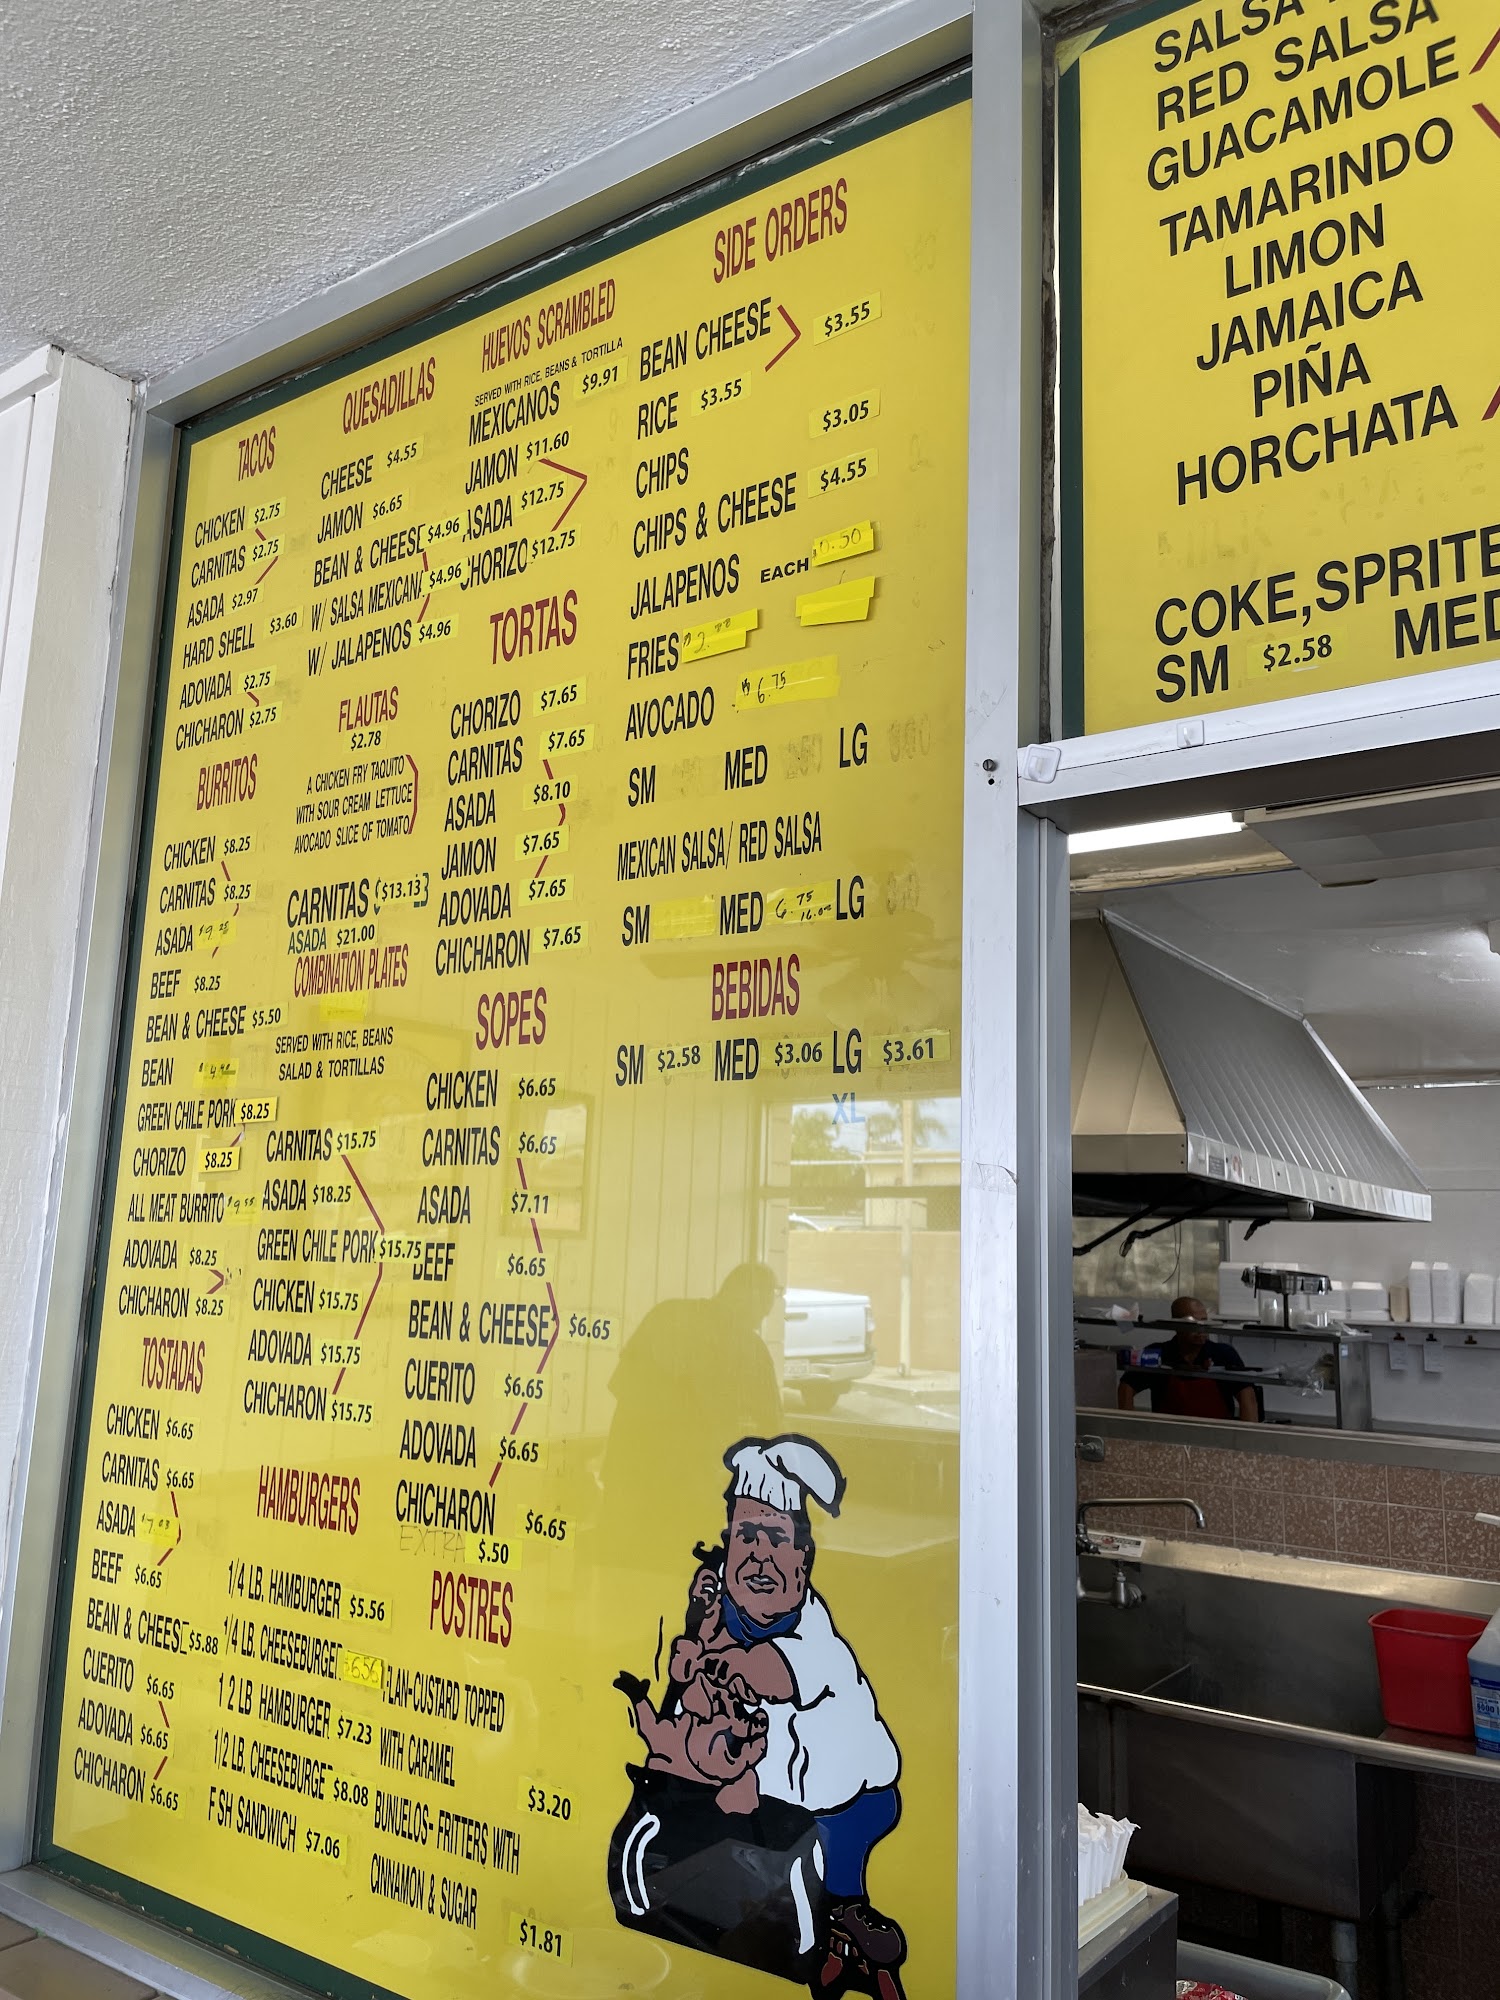 TACOS
CHICKEN $2.75
CARNITAS $2.75
ASADA $2.97
HARD SHELL $3.60
ADOVADA $2.75
CHICHARON $2.75
BURRITOS
CHICKEN $8.25
CARNITAS $8.25
ASADA
BEEF $8.25
BEAN & CHEESE $5.50
BEAN
GREEN CHILE PORK $8.25
CHORIZO $8.25
ALL MEAT BURRITO
ADOVADA $8.25
CHICHARON $8.25
TOSTADAS
CHICKEN $6.65
CARNITAS $6.65
ASADA
BEEF $6.65
BEAN & CHEES $5.88
CUERITO $6.65
ADOVADA $6.65
CHICHARON $6.65
QUESADILLAS
CHEESE $4.55
JAMON $6.65
BEAN & CHEESE $4.96
W/ SALSA MEXICANA $4.96
W/ JALAPENOS $4.96
FLAUTAS
$2.78
A CHICKEN FRY TAQUITO
WITH SOUR CREAM LETTUCE
AVOCADO SLICE OF TOMATO
CARNITAS $13.13
ASADA $21.00
COMBINATION PLATES
SERVED WITH RICE, BEANS
SALAD & TORTILLAS
CARNITAS $15.75
ASADA $18.25
GREEN CHILE PORK $15.75
CHICKEN $15.75
ADOVADA $15.75
CHICHARON $15.75
HAMBURGERS
1/4 LB. HAMBURGER $5.56
1/4 LB. CHEESEBURGER $6.56
1 2 LB HAMBURGER $7.23
1/2 LB. CHEESEBURGE $8.08
F SH SANDWICH $7.06
HUEVOS SCRAMBLED
SERVED WITH RICE, BEANS & TORTILLA
MEXICANOS $9.91
JAMON $11.60
ASADA $12.75
CHORIZO $12.75
TORTAS
CHORIZO $7.65
CARNITAS $7.65
ASADA $8.10
JAMON $7.65
ADOVADA $7.65
CHICHARON $7.65
SOPES
CHICKEN $6.65
CARNITAS $6.65
ASADA $7.11
BEEF $6.65
BEAN & CHEESE $6.65
CUERITO $6.65
ADOVADA $6.65
CHICHARON $6.65
EXTRA $.50
POSTRES
FLAN-CUSTARD TOPPED
WITH CARAMEL
$3.20
BUNUELOS- FRITTERS WITH
CINNAMON & SUGAR
$1.81
SIDE ORDERS
BEAN CHEESE $3.55
RICE $3.55
CHIPS $3.05
CHIPS & CHEESE $4.55
JALAPENOS EACH 0.50
FRIES
AVOCADO $6.75
SM MED LG
MEXICAN SALSA/ RED SALSA
SM MED 6.75 LG
BEBIDAS
SM $2.58 MED $3.06 LG $3.61
XL
SALSA
RED SALSA
GUACAMOLE
TAMARINDO
LIMON
JAMAICA
PIÑA
HORCHATA
COKE, SPRITE
SM $2.58 MED